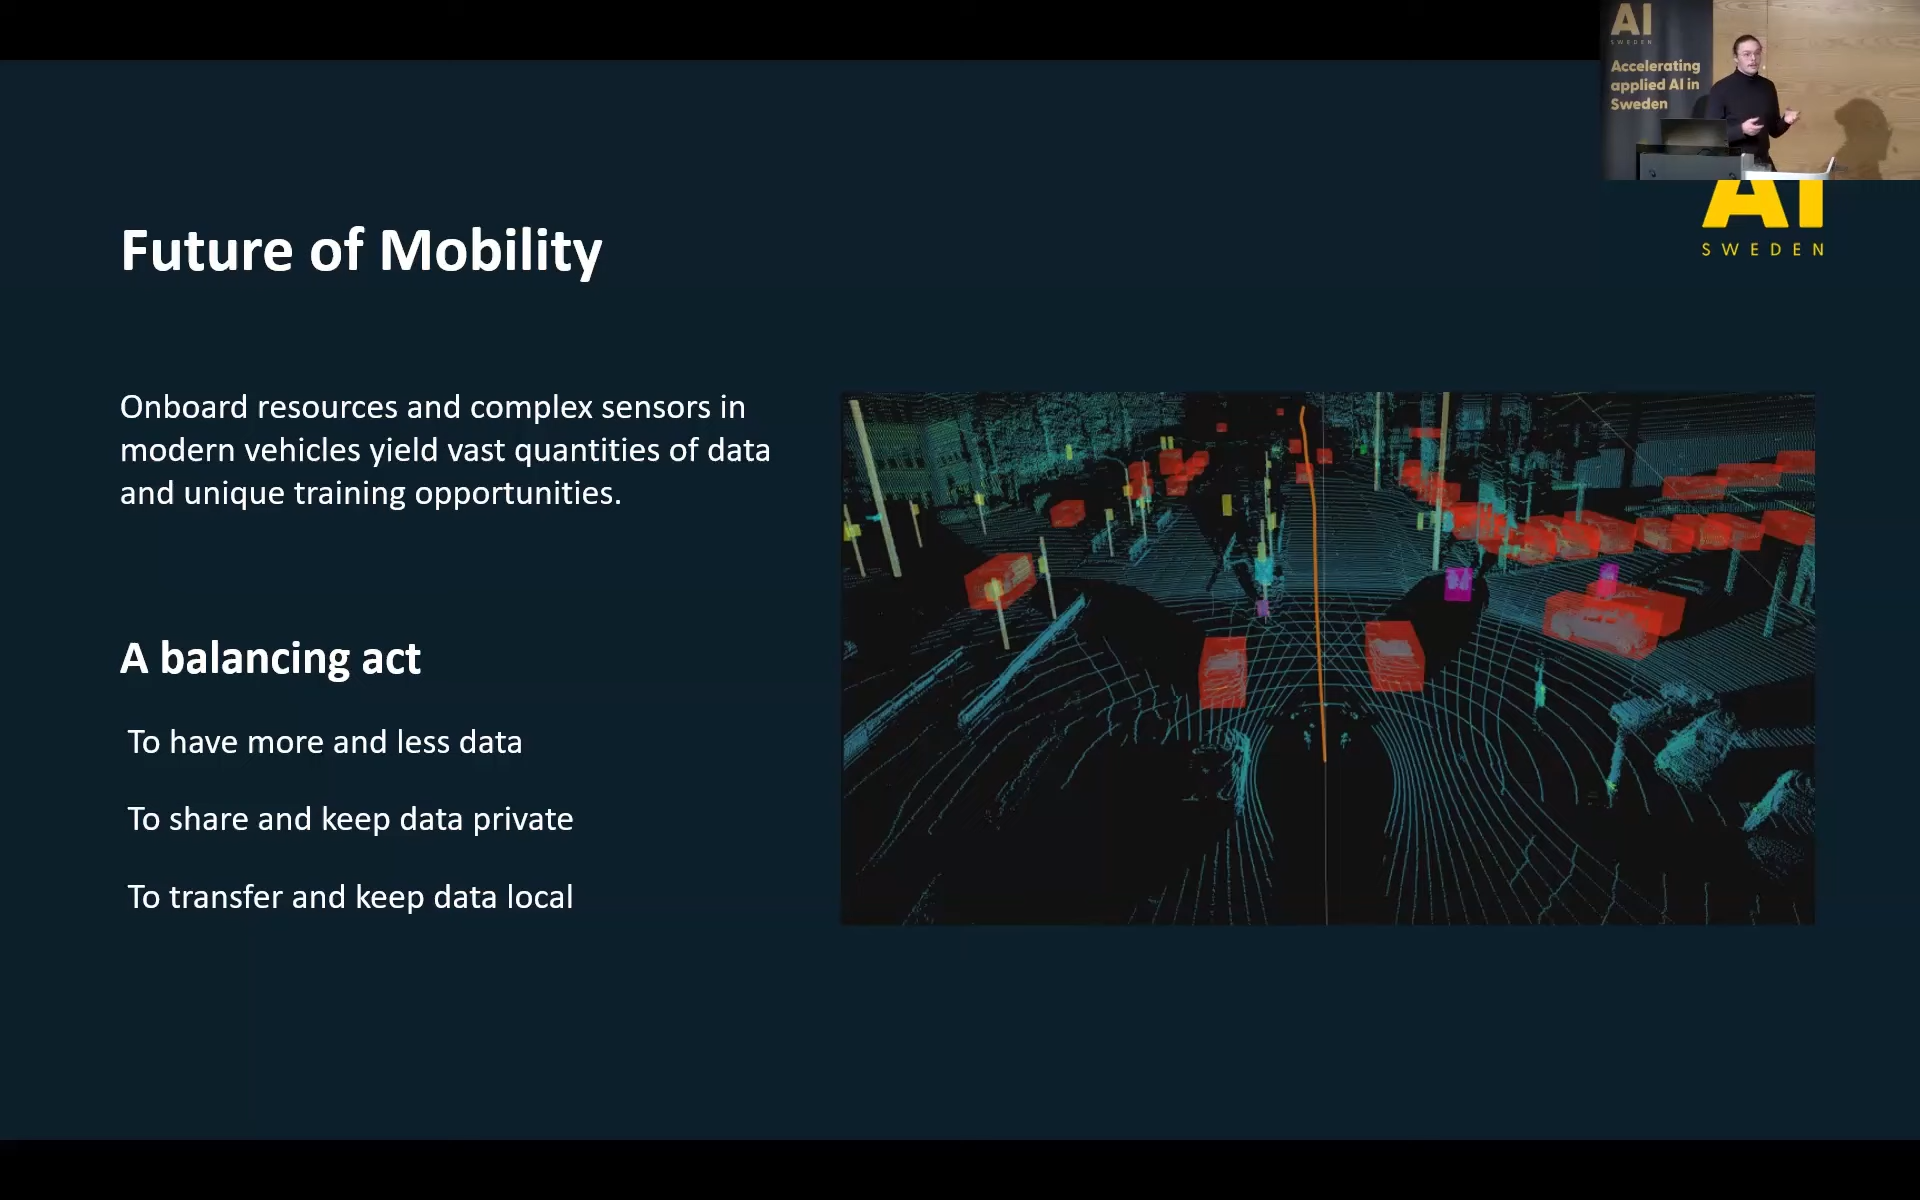 AI
SWEDEN
Accelerating
applied AI in
Sweden
AI
SWEDEN
Future of Mobility
Onboard resources and complex sensors in
modern vehicles yield vast quantities of data
and unique training opportunities.
A balancing act
To have more and less data
To share and keep data private
To transfer and keep data local